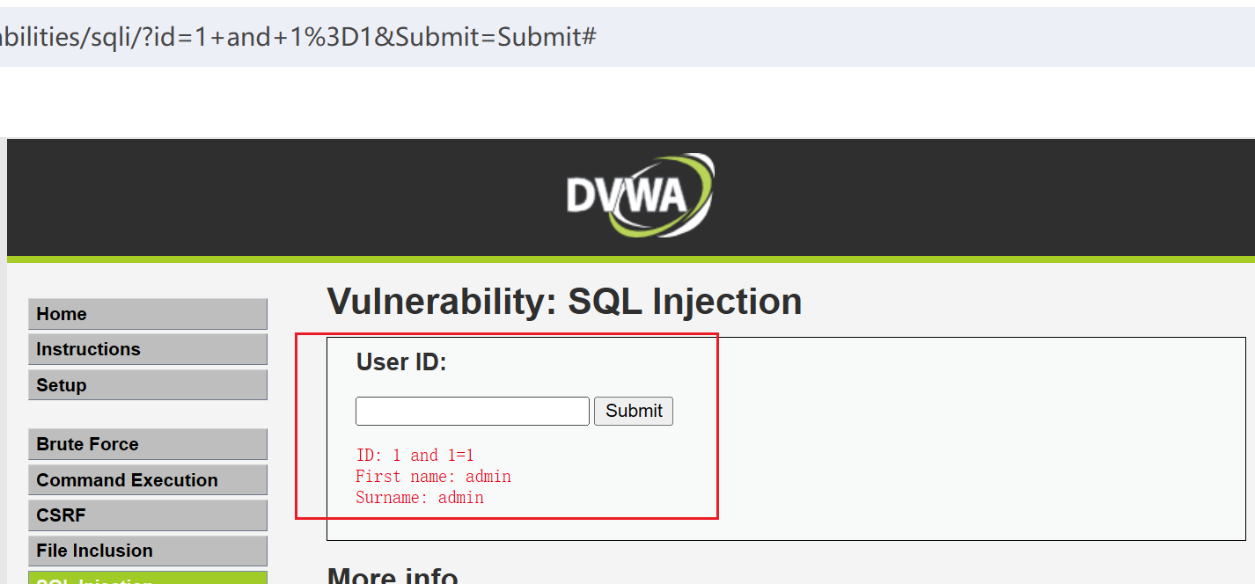 abilities/sqli/?id=1+and+1%3D1&Submit=Submit#
DVWA
Vulnerability: SQL Injection
Home
Instructions
Setup
Brute Force
Command Execution
CSRF
File Inclusion
SQL Injection
User ID:
Submit
ID: 1 and 1=1
First name: admin
Surname: admin
More info